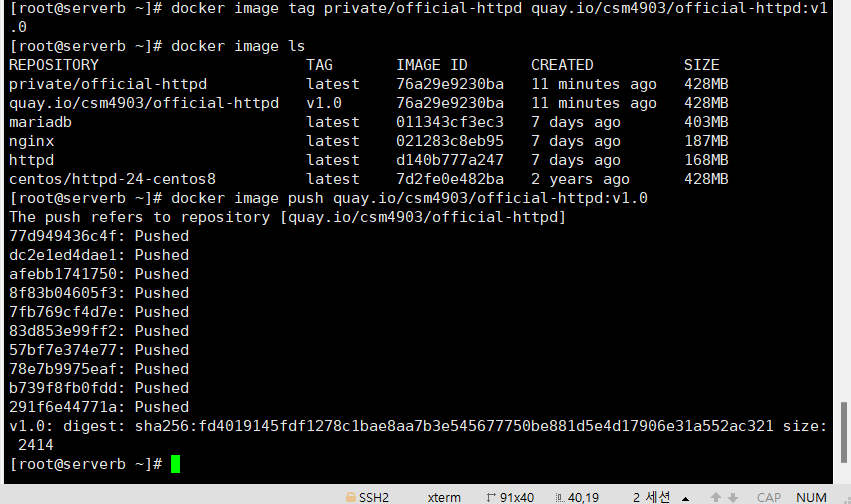 [root@serverb ~]# docker image tag private/official-httpd quay.io/csm4903/official-httpd:v1
.0
[root@serverb ~]# docker image ls
REPOSITORY                       TAG       IMAGE ID       CREATED          SIZE
private/official-httpd           latest    76a29e9230ba   11 minutes ago   428MB
quay.io/csm4903/official-httpd   v1.0      76a29e9230ba   11 minutes ago   428MB
mariadb                          latest    011343cf3ec3   7 days ago       403MB
nginx                            latest    021283c8eb95   7 days ago       187MB
httpd                            latest    d140b777a247   7 days ago       168MB
centos/httpd-24-centos8          latest    7d2fe0e482ba   2 years ago      428MB
[root@serverb ~]# docker image push quay.io/csm4903/official-httpd:v1.0
The push refers to repository [quay.io/csm4903/official-httpd]
77d949436c4f: Pushed
dc2e1ed4dae1: Pushed
afebb1741750: Pushed
8f83b04605f3: Pushed
7fb769cf4d7e: Pushed
83d853e99ff2: Pushed
57bf7e374e77: Pushed
78e7b9975eaf: Pushed
b739f8fb0fdd: Pushed
291f6e44771a: Pushed
v1.0: digest: sha256:fd4019145fdf1278c1bae8aa7b3e545677750be881d5e4d17906e31a552ac321 size:
 2414
[root@serverb ~]#
SSH2 xterm 91x40 40,19 2 세션 CAP NUM